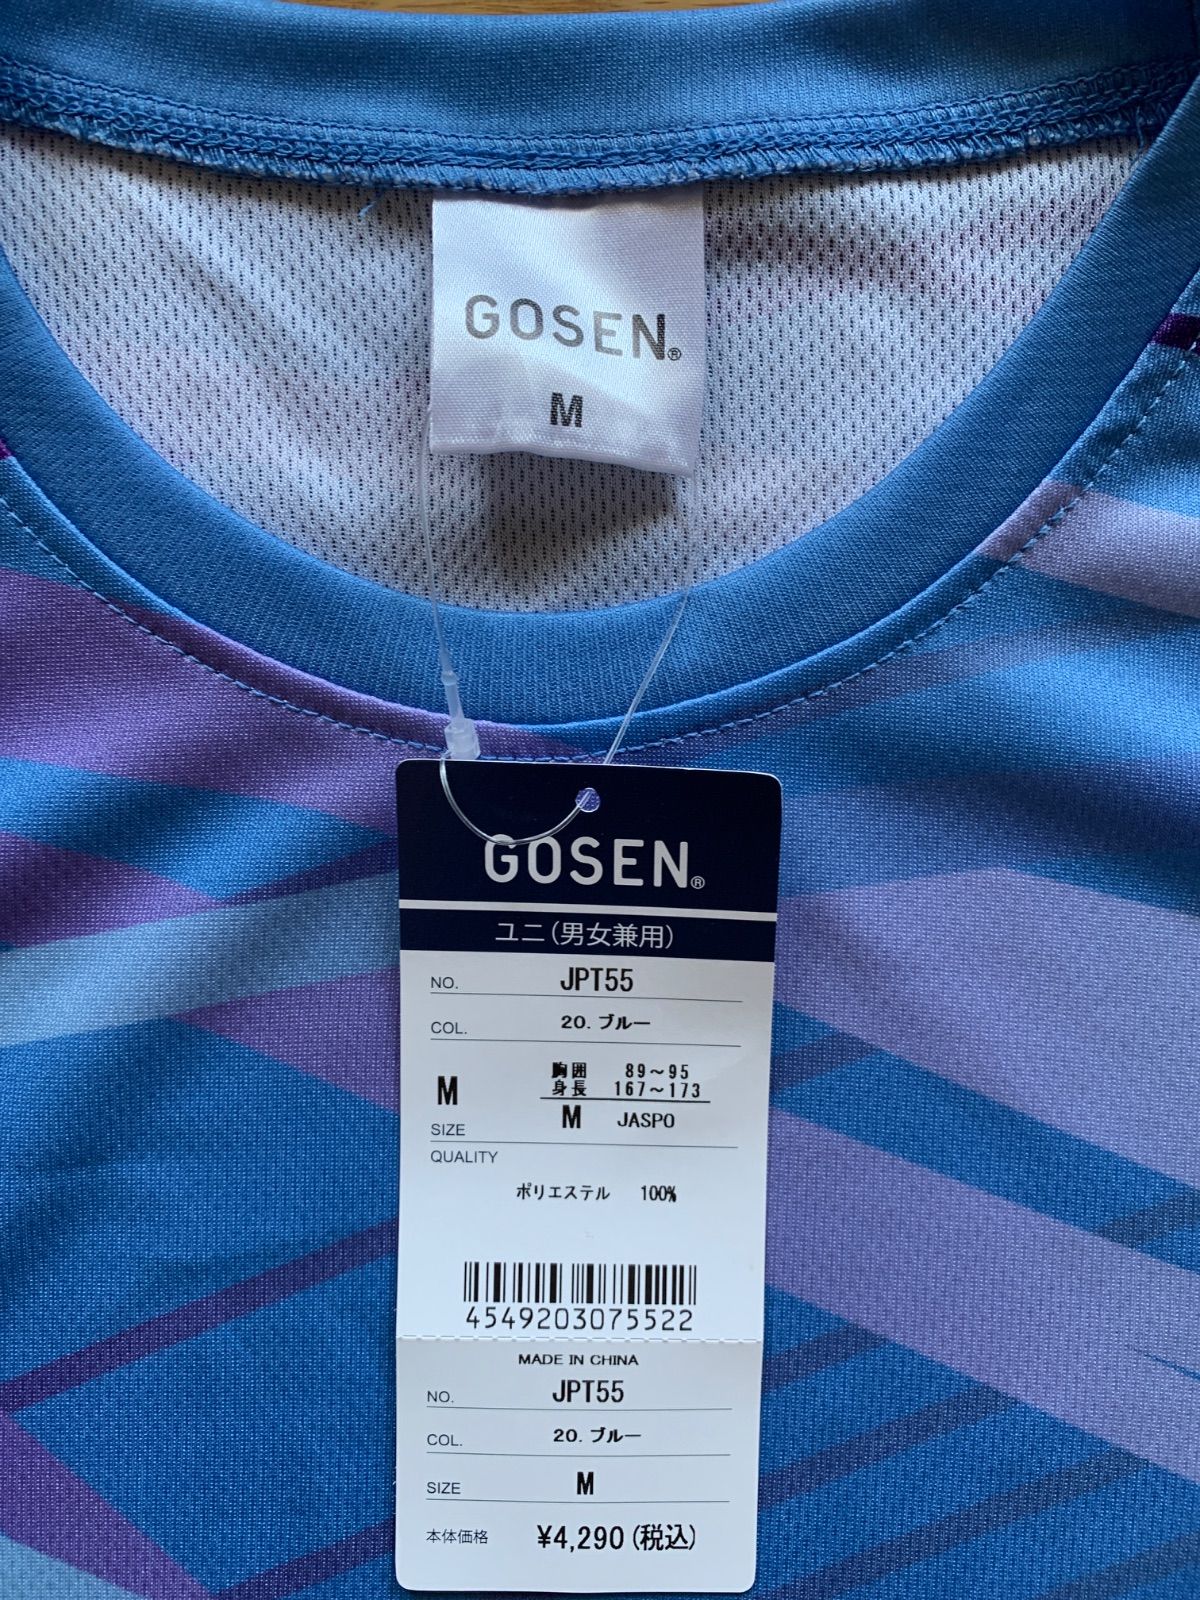 GOSEN®
M
GOSEN®
ユニ(男女兼用)
NO. JPT55
COL. 20. ブルー
胸囲 89～95
身長 167～173
M
M JASPO
SIZE
QUALITY
ポリエステル 100%
4549203075522
MADE IN CHINA
NO. JPT55
COL. 20. ブルー
SIZE M
本体価格 ¥4,290(税込)